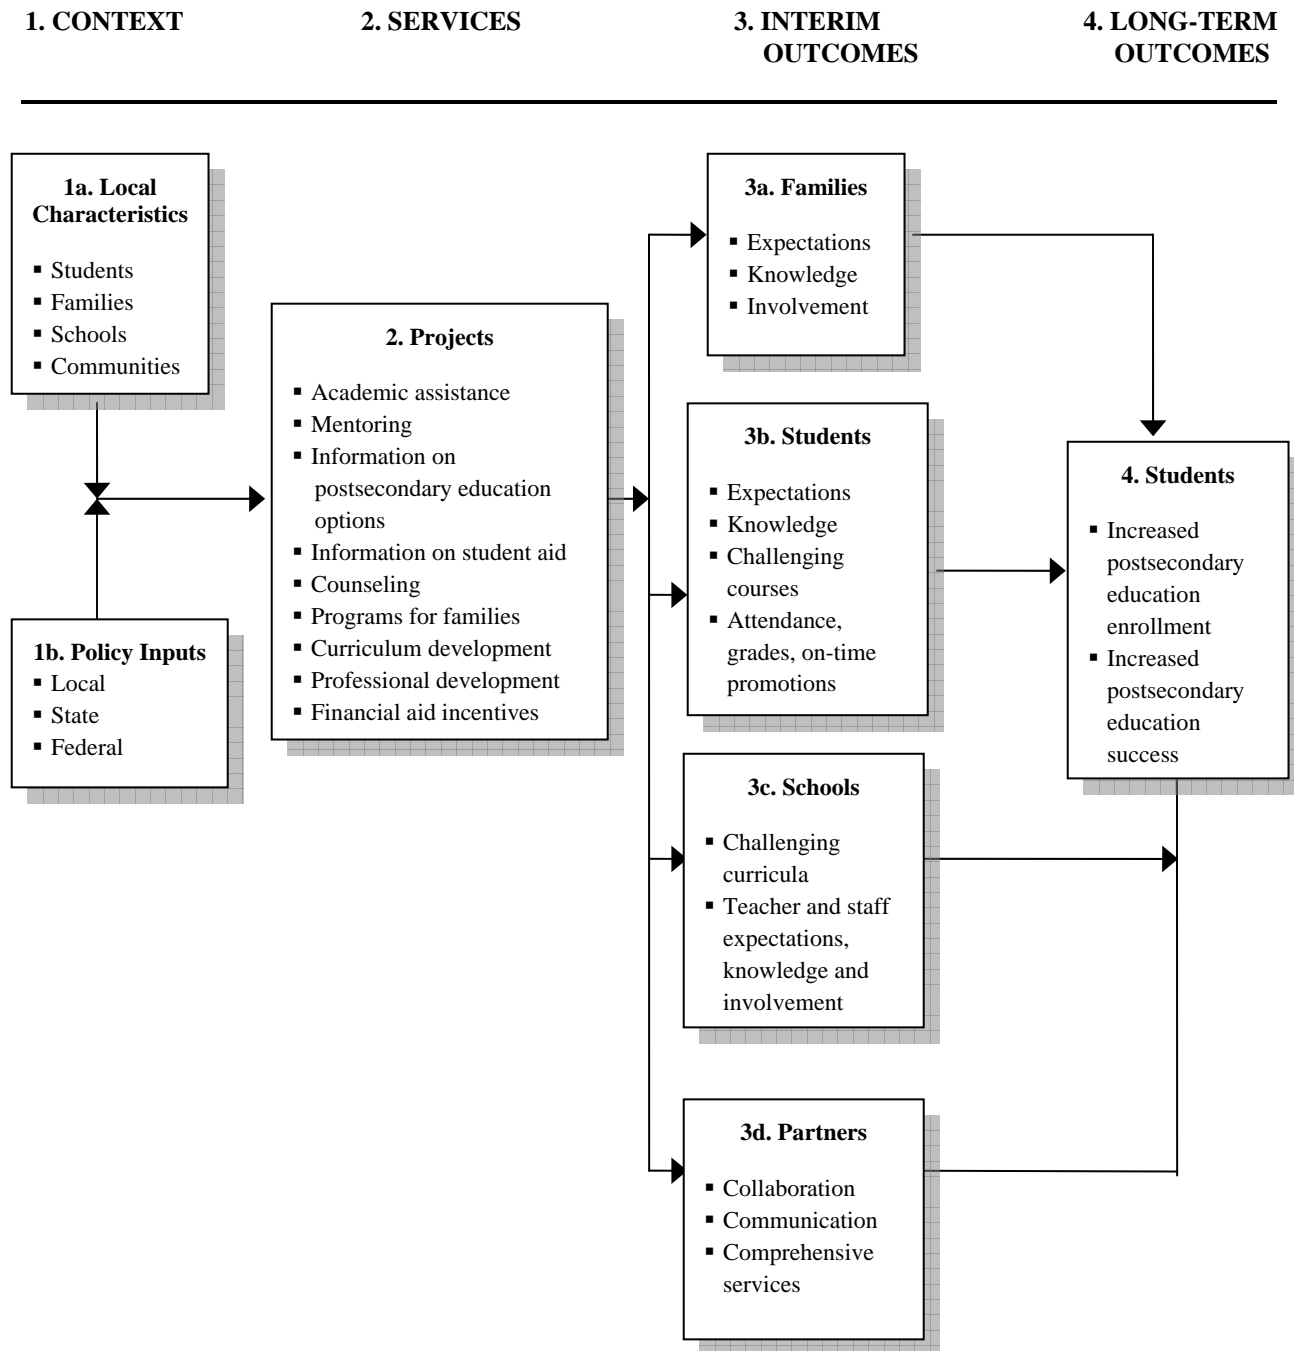 1. CONTEXT
2. SERVICES
3. INTERIM
OUTCOMES
4. LONG-TERM
OUTCOMES
1a. Local
Characteristics
▪ Students
▪ Families
▪ Schools
▪ Communities
1b. Policy Inputs
▪ Local
▪ State
▪ Federal
2. Projects
▪ Academic assistance
▪ Mentoring
▪ Information on
postsecondary education
options
▪ Information on student aid
▪ Counseling
▪ Programs for families
▪ Curriculum development
▪ Professional development
▪ Financial aid incentives
3a. Families
▪ Expectations
▪ Knowledge
▪ Involvement
3b. Students
▪ Expectations
▪ Knowledge
▪ Challenging
courses
▪ Attendance,
grades, on-time
promotions
3c. Schools
▪ Challenging
curricula
▪ Teacher and staff
expectations,
knowledge and
involvement
3d. Partners
▪ Collaboration
▪ Communication
▪ Comprehensive
services
4. Students
▪ Increased
postsecondary
education
enrollment
▪ Increased
postsecondary
education
success